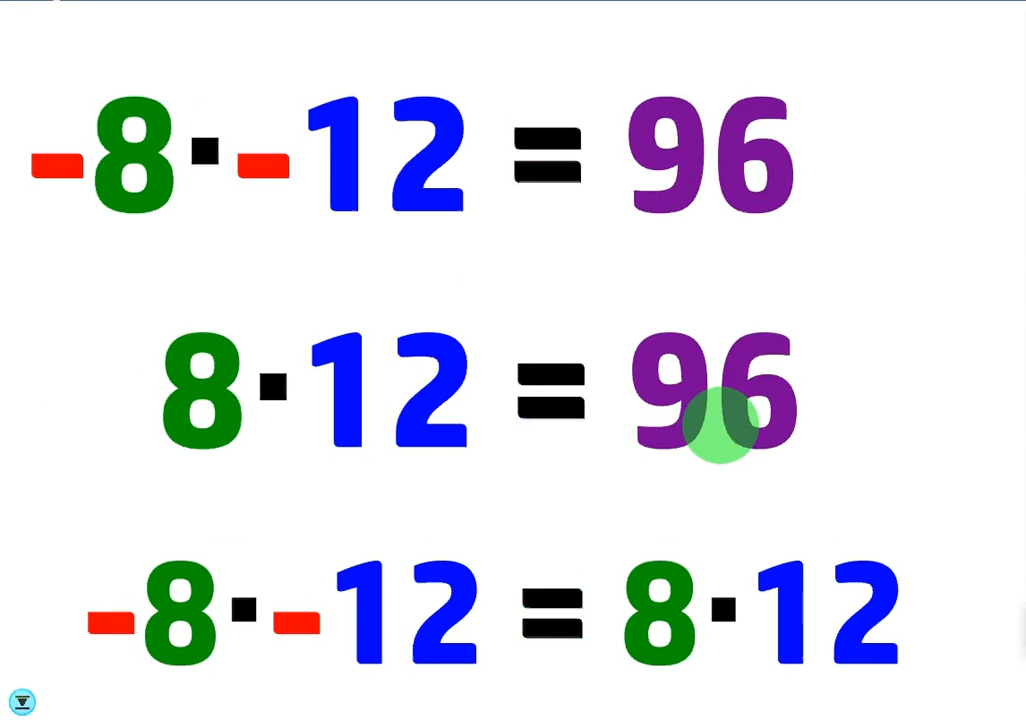 -8·-12 = 96
8·12 = 96
-8·-12 = 8·12